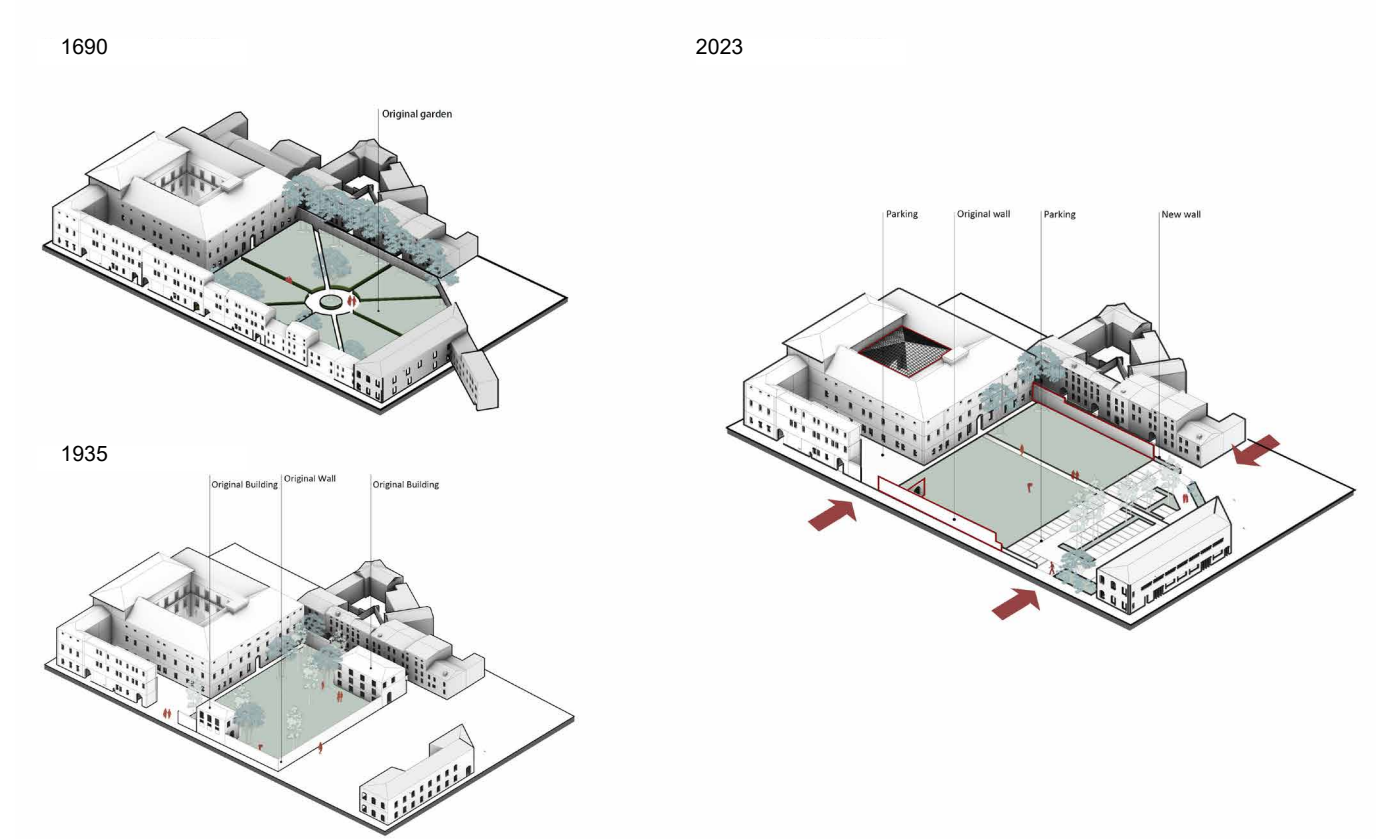 1690
Original garden
1935
Original Building
Original Wall
Original Building
2023
Parking
Original wall
Parking
New wall